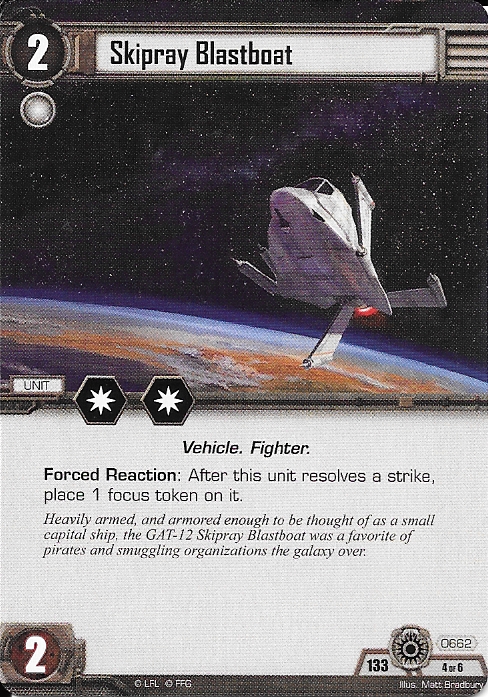 2
Skipray Blastboat
UNIT
Vehicle. Fighter.
Forced Reaction: After this unit resolves a strike,
place 1 focus token on it.
Heavily armed, and armored enough to be thought of as a small
capital ship, the GAT-12 Skipray Blastboat was a favorite of
pirates and smuggling organizations the galaxy over.
2
133
0662
4 OF 6
© LFL © FFG
Illus. Matt Bradbury